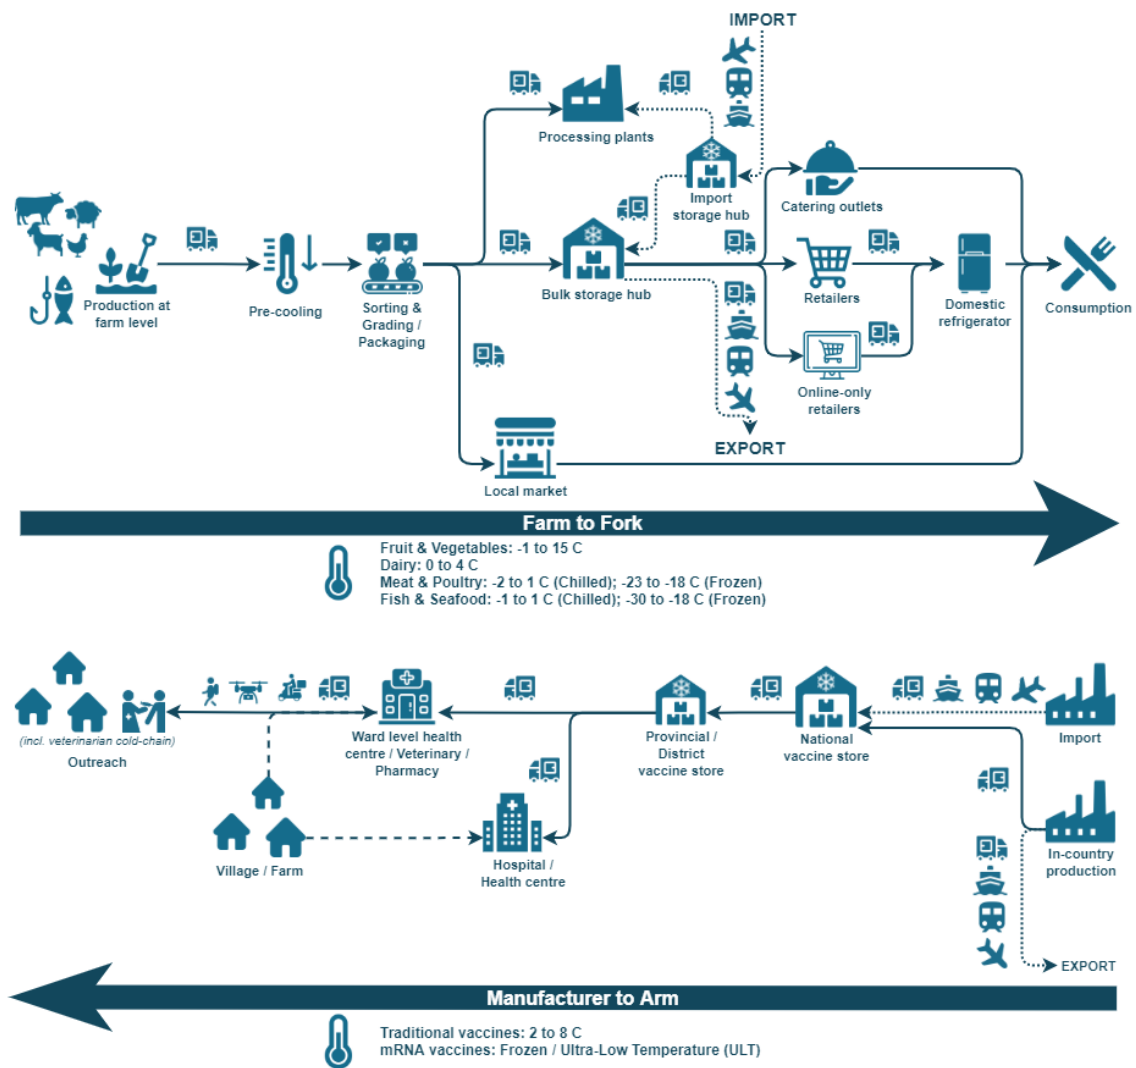 IMPORT
Processing plants
Import
storage hub
Catering outlets
Production at
farm level
Pre-cooling
Sorting &
Grading /
Packaging
Bulk storage hub
Retailers
Domestic
refrigerator
Consumption
Online-only
retailers
EXPORT
Local market
Farm to Fork
Fruit & Vegetables: -1 to 15 C
Dairy: 0 to 4 C
Meat & Poultry: -2 to 1 C (Chilled); -23 to -18 C (Frozen)
Fish & Seafood: -1 to 1 C (Chilled); -30 to -18 C (Frozen)
(incl. veterinarian cold-chain)
Outreach
Ward level health
centre / Veterinary /
Pharmacy
Provincial /
District
vaccine store
National
vaccine store
Import
Village / Farm
Hospital /
Health centre
In-country
production
EXPORT
Manufacturer to Arm
Traditional vaccines: 2 to 8 C
mRNA vaccines: Frozen / Ultra-Low Temperature (ULT)